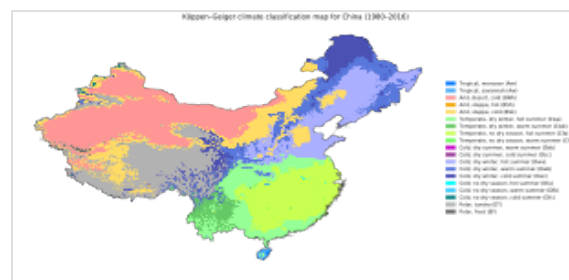 Köppen-Geiger climate classification map for China (1980–2016)
Tropical, monsoon (Am)
Tropical, savannah (Aw)
Arid, desert, cold (BWk)
Arid, steppe, hot (BSh)
Arid, steppe, cold (BSk)
Temperate, dry winter, hot summer (Cwa)
Temperate, dry winter, warm summer (Cwb)
Temperate, no dry season, hot summer (Cfa)
Temperate, no dry season, warm summer
Cold, dry summer, warm summer (Dsb)
Cold, dry summer, cold summer (Dsc)
Cold, dry winter, hot summer (Dwa)
Cold, dry winter, warm summer (Dwb)
Cold, dry winter, cold summer (Dwc)
Cold, no dry season, hot summer (Dfa)
Cold, no dry season, warm summer (Dfb)
Cold, no dry season, cold summer (Dfc)
Polar, tundra (ET)
Polar, frost (EF)